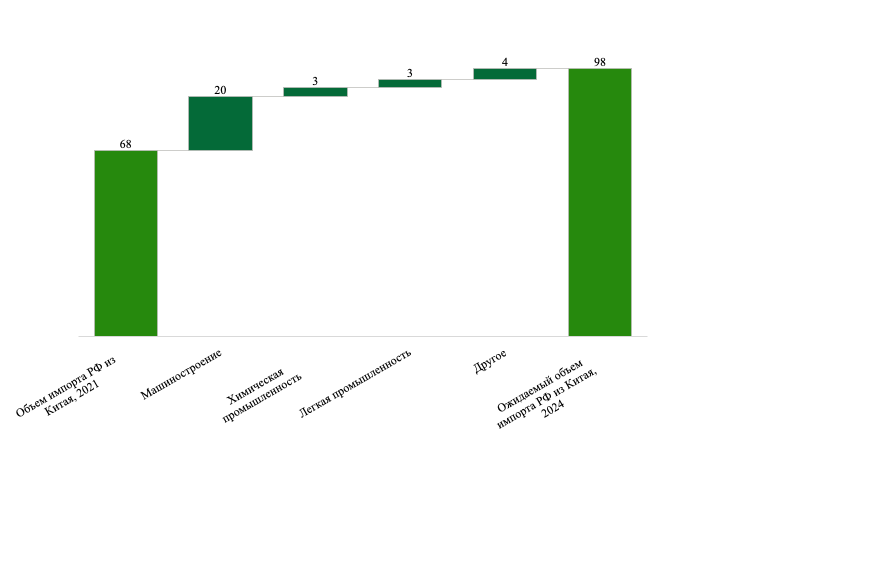 68
20
3
3
4
98
Объем импорта РФ из
Китая, 2021
Машиностроение
Химическая
промышленность
Легкая промышленность
Другое
Ожидаемый объем
импорта РФ из Китая,
2024